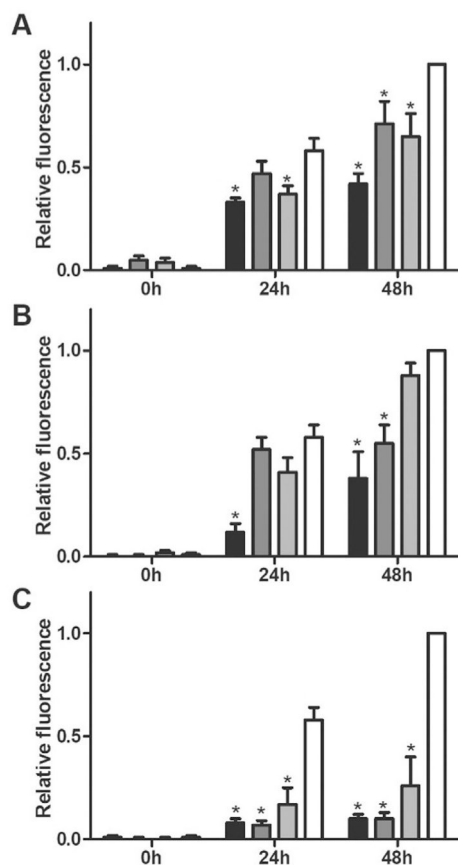 A
Relative fluorescence
1.0
0.5
0.0
* * * * *
0h 24h 48h
B
Relative fluorescence
1.0
0.5
0.0
* * *
0h 24h 48h
C
Relative fluorescence
1.0
0.5
0.0
* * * * * *
0h 24h 48h